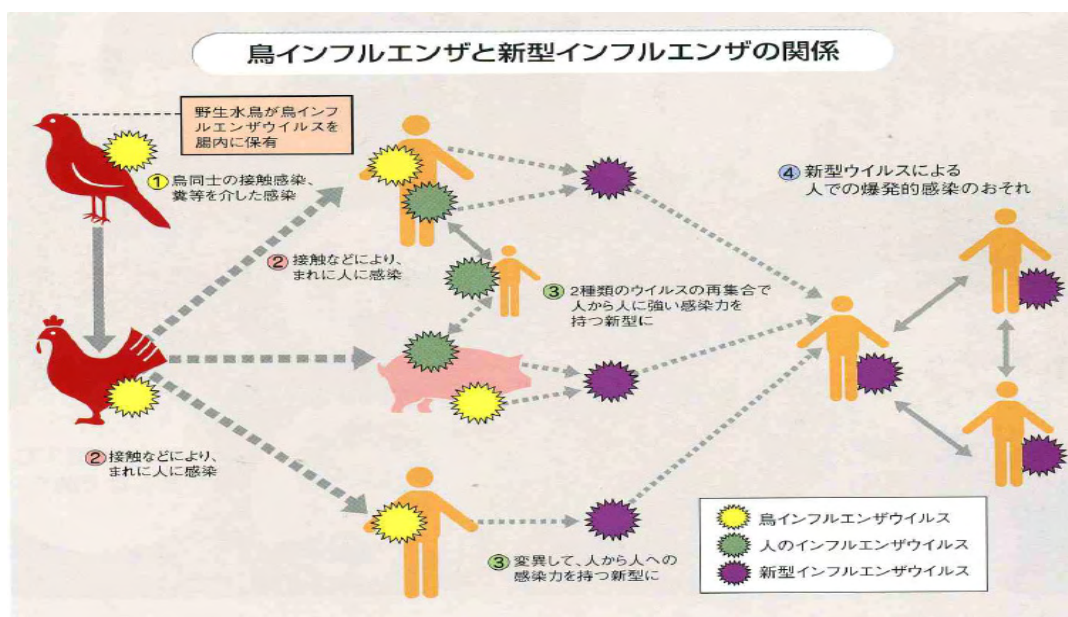 鳥インフルエンザと新型インフルエンザの関係
野生水鳥が鳥インフ
ルエンザウイルスを
腸内に保有
① 鳥同士の接触感染、
糞等を介した感染
② 接触などにより、
まれに人に感染
③ 2種類のウイルスの再集合で
人から人に強い感染力を
持つ新型に
④ 新型ウイルスによる
人での爆発的感染のおそれ
② 接触などにより、
まれに人に感染
③ 変異して、人から人への
感染力を持つ新型に
鳥インフルエンザウイルス
人のインフルエンザウイルス
新型インフルエンザウイルス